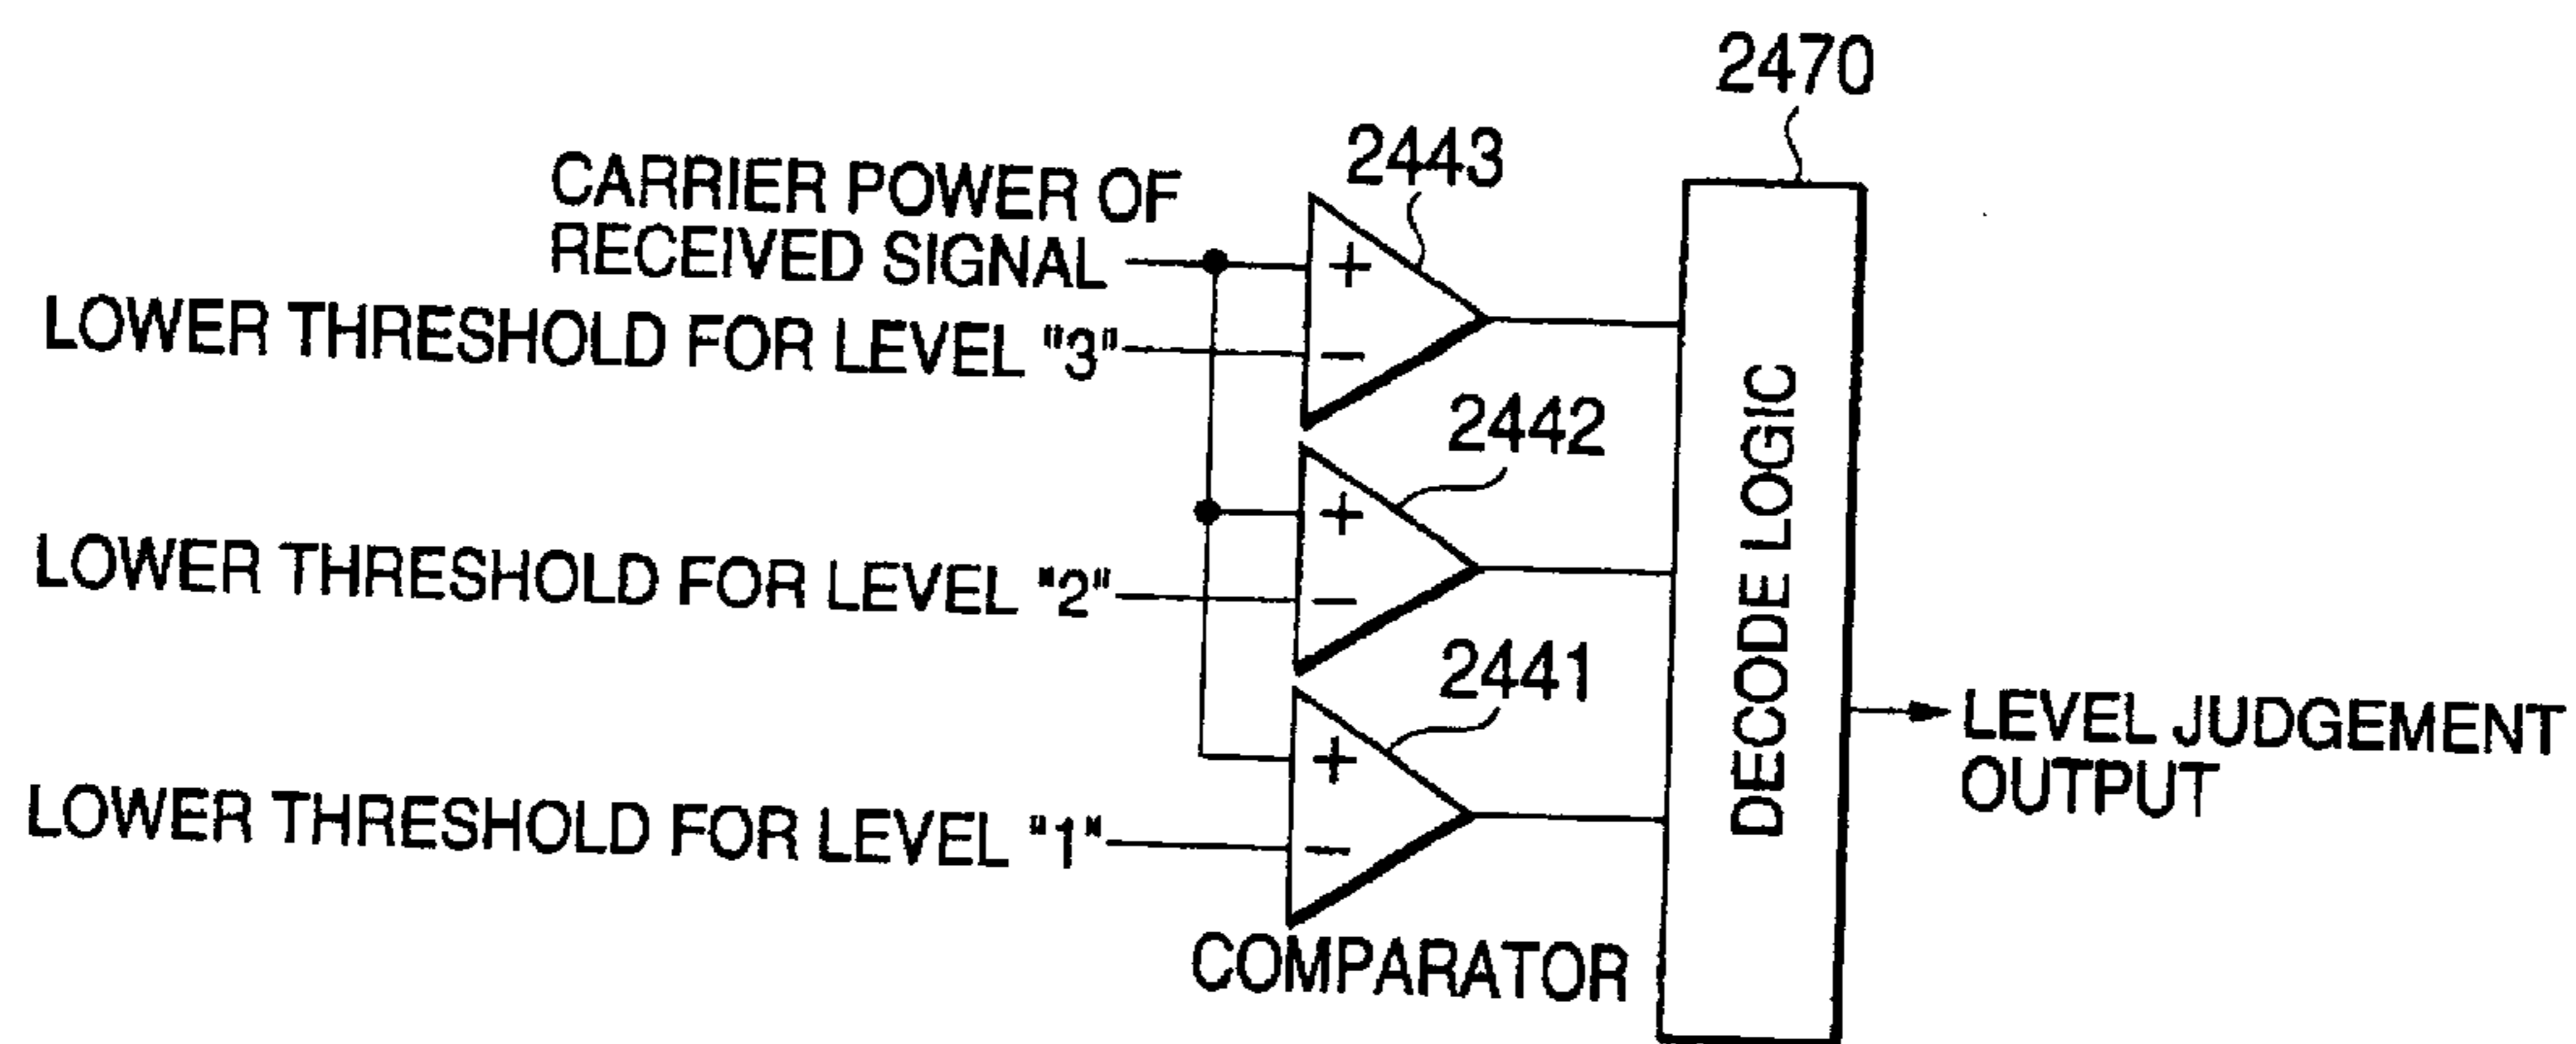 2470
2443
CARRIER POWER OF
RECEIVED SIGNAL
+
LOWER THRESHOLD FOR LEVEL "3"
−
2442
+
LOWER THRESHOLD FOR LEVEL "2"
−
2441
+
LOWER THRESHOLD FOR LEVEL "1"
−
COMPARATOR
DECODE LOGIC
LEVEL JUDGEMENT
OUTPUT